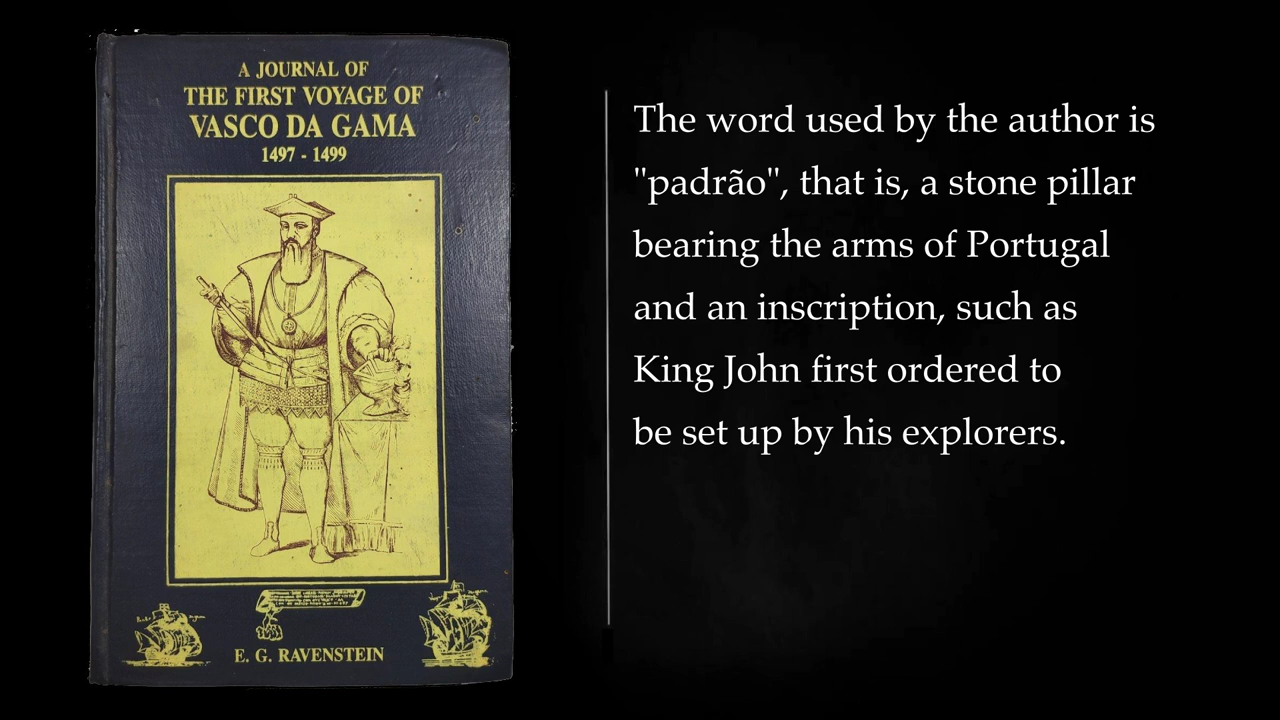 A JOURNAL OF
THE FIRST VOYAGE OF
VASCO DA GAMA
1497 - 1499
E. G. RAVENSTEIN
The word used by the author is
"padrão", that is, a stone pillar
bearing the arms of Portugal
and an inscription, such as
King John first ordered to
be set up by his explorers.